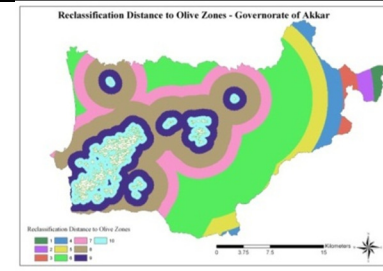 Reclassification Distance to Olive Zones - Governorate of Akkar
Reclassification Distance to Olive Zones
1 4 7 10
2 5 8
3 6 9
Kilometers
0 3.75 7.5 15